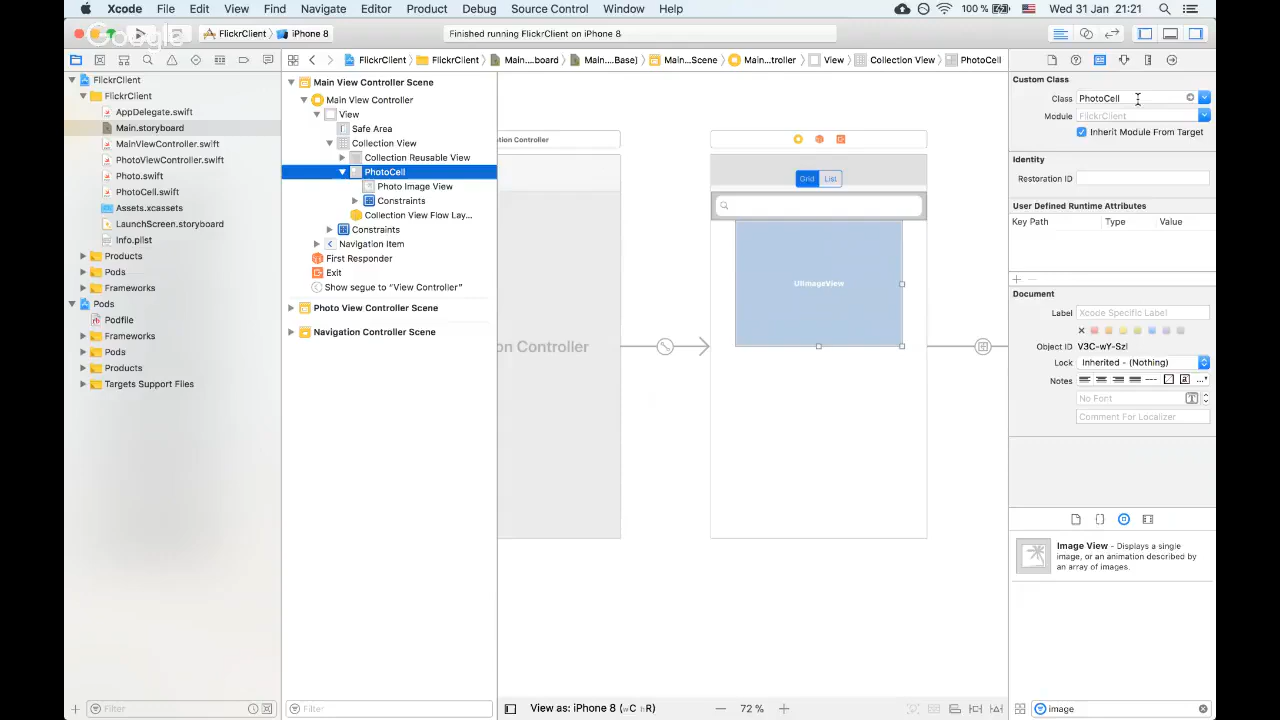 Xcode File Edit View Find Navigate Editor Product Debug Source Control Window Help 100 % Wed 31 Jan 21:21
Google
FlickrClient iPhone 8 Finished running FlickrClient on iPhone 8
FlickrClient FlickrClient Main....board Main....Base) Main...Scene Main...troller View Collection View PhotoCell
FlickrClient
FlickrClient
AppDelegate.swift
Main.storyboard
MainViewController.swift
PhotoViewController.swift
Photo.swift
PhotoCell.swift
Assets.xcassets
LaunchScreen.storyboard
Info.plist
Products
Pods
Frameworks
Pods
Podfile
Frameworks
Pods
Products
Targets Support Files
Filter
Main View Controller Scene
Main View Controller
View
Safe Area
Collection View
Collection Reusable View
PhotoCell
Photo Image View
Constraints
Collection View Flow Lay...
Constraints
Navigation Item
First Responder
Exit
Show segue to "View Controller"
Photo View Controller Scene
Navigation Controller Scene
Filter
on Controller
Grid List
UIImageView
View as: iPhone 8 (wC hR) 72 %
Custom Class
Class PhotoCell
Module FlickrClient
Inherit Module From Target
Identity
Restoration ID
User Defined Runtime Attributes
Key Path Type Value
Document
Label Xcode Specific Label
Object ID V3C-wY-SzI
Lock Inherited - (Nothing)
Notes
No Font
Comment For Localizer
Image View - Displays a single
image, or an animation described by
an array of images.
image